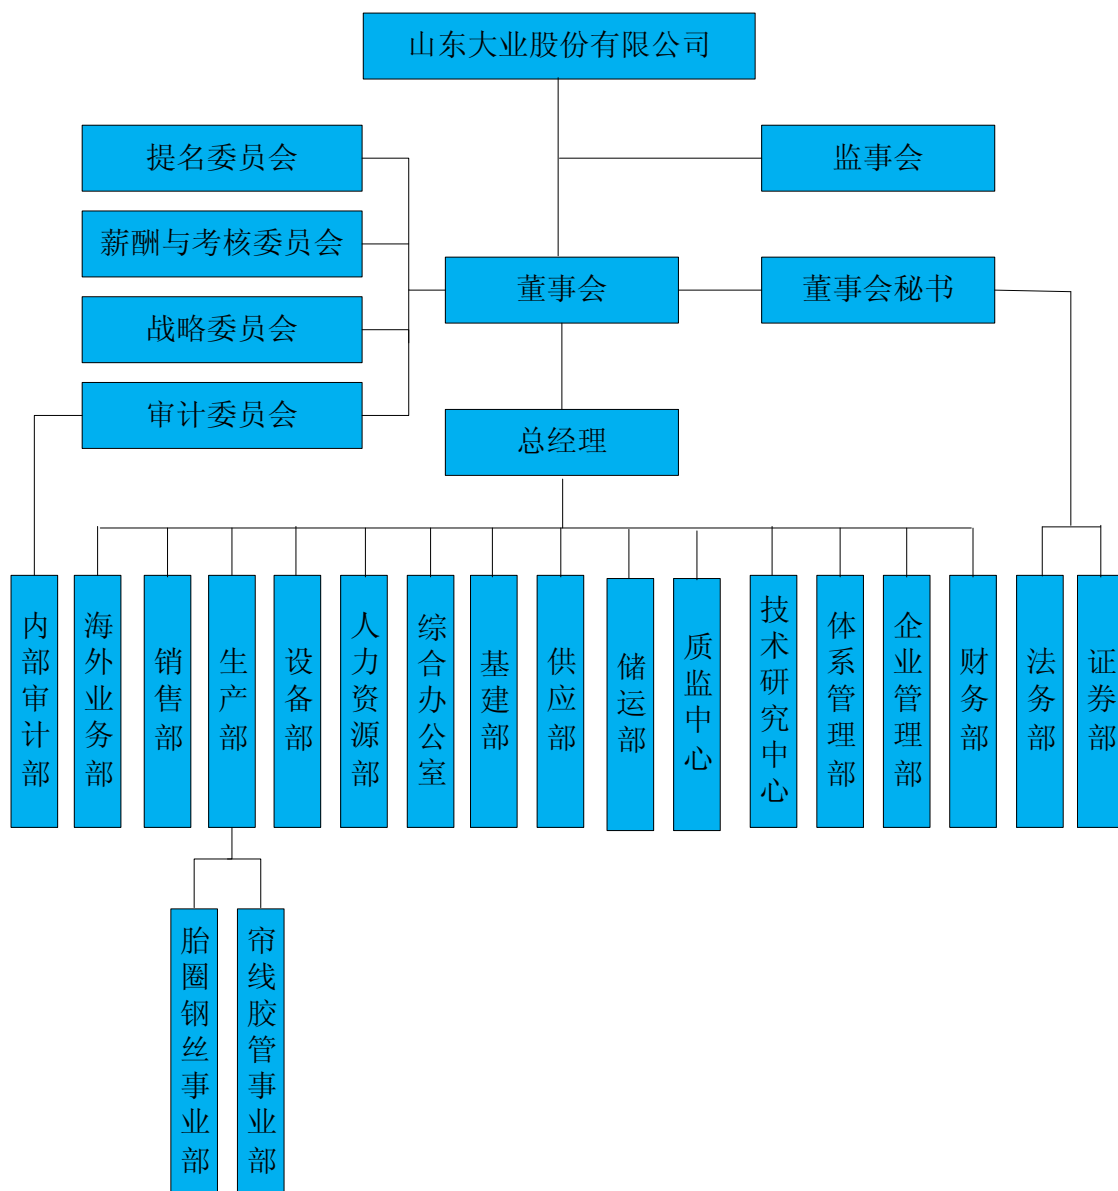 山东大业股份有限公司
提名委员会
监事会
薪酬与考核委员会
董事会
董事会秘书
战略委员会
审计委员会
总经理
内部审计部
海外业务部
销售部
生产部
设备部
人力资源部
综合办公室
基建部
供应部
储运部
质监中心
技术研究中心
体系管理部
企业管理部
财务部
法务部
证券部
胎圈钢丝事业部
帘线胶管事业部